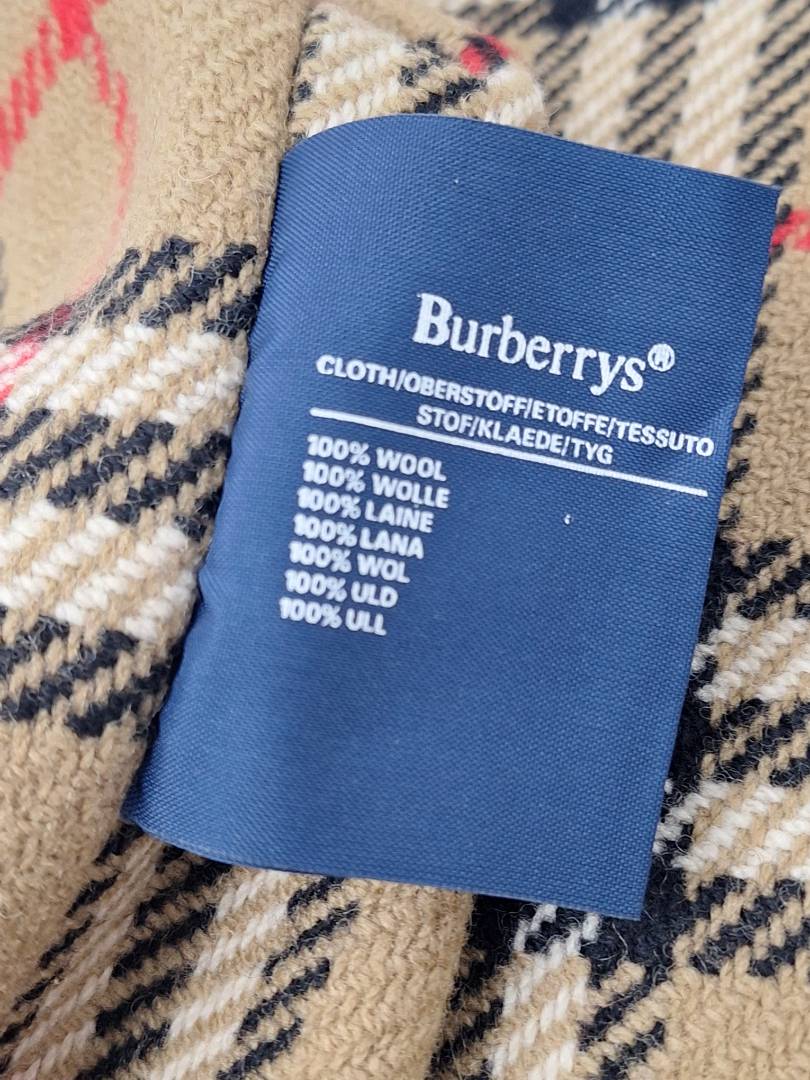 Burberrys®
CLOTH/OBERSTOFF/ETOFFE/TESSUTO
STOF/KLAEDE/TYG
100% WOOL
100% WOLLE
100% LAINE
100% LANA
100% WOL
100% ULD
100% ULL